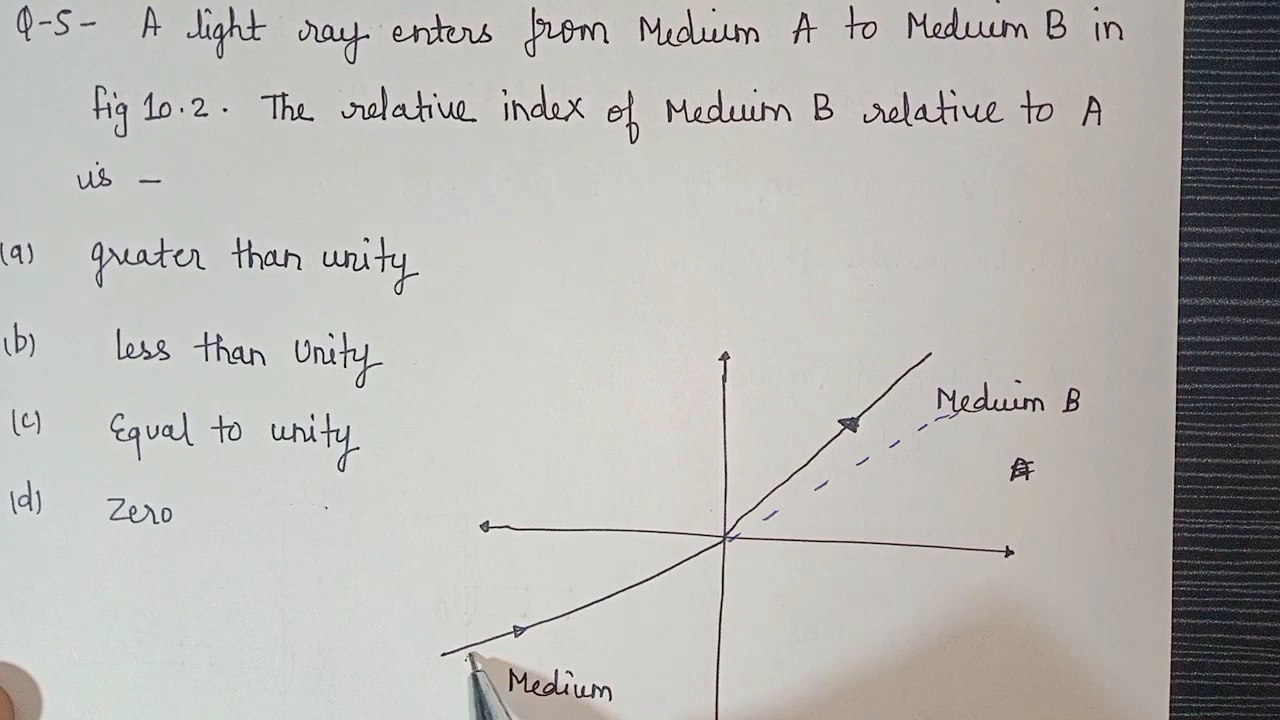 Q-5- A light ray enters from Medium A to Medium B in
fig 10.2. The relative index of Medium B relative to A
is -
(a) greater than unity
(b) less than Unity
(c) Equal to unity
(d) Zero
Medium B
Medium